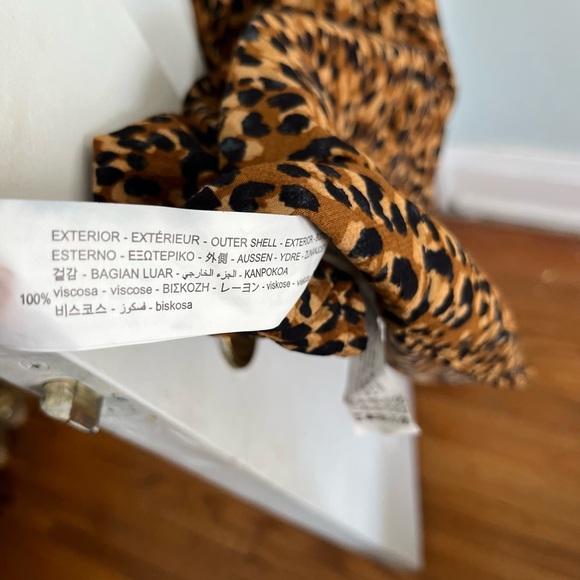 EXTERIOR - EXTÉRIEUR - OUTER SHELL - EXTERIOR -
ESTERNO - ΕΞΩΤΕΡΙΚΟ - 外側 - AUSSEN - YDRE -
겉감 - BAGIAN LUAR - الجزء الخارجي - KANPOKOA
100% viscosa - viscose - ΒΙΣΚΟΖΗ - レーヨン - viskose -
비스코스 - فسكوز - biskosa